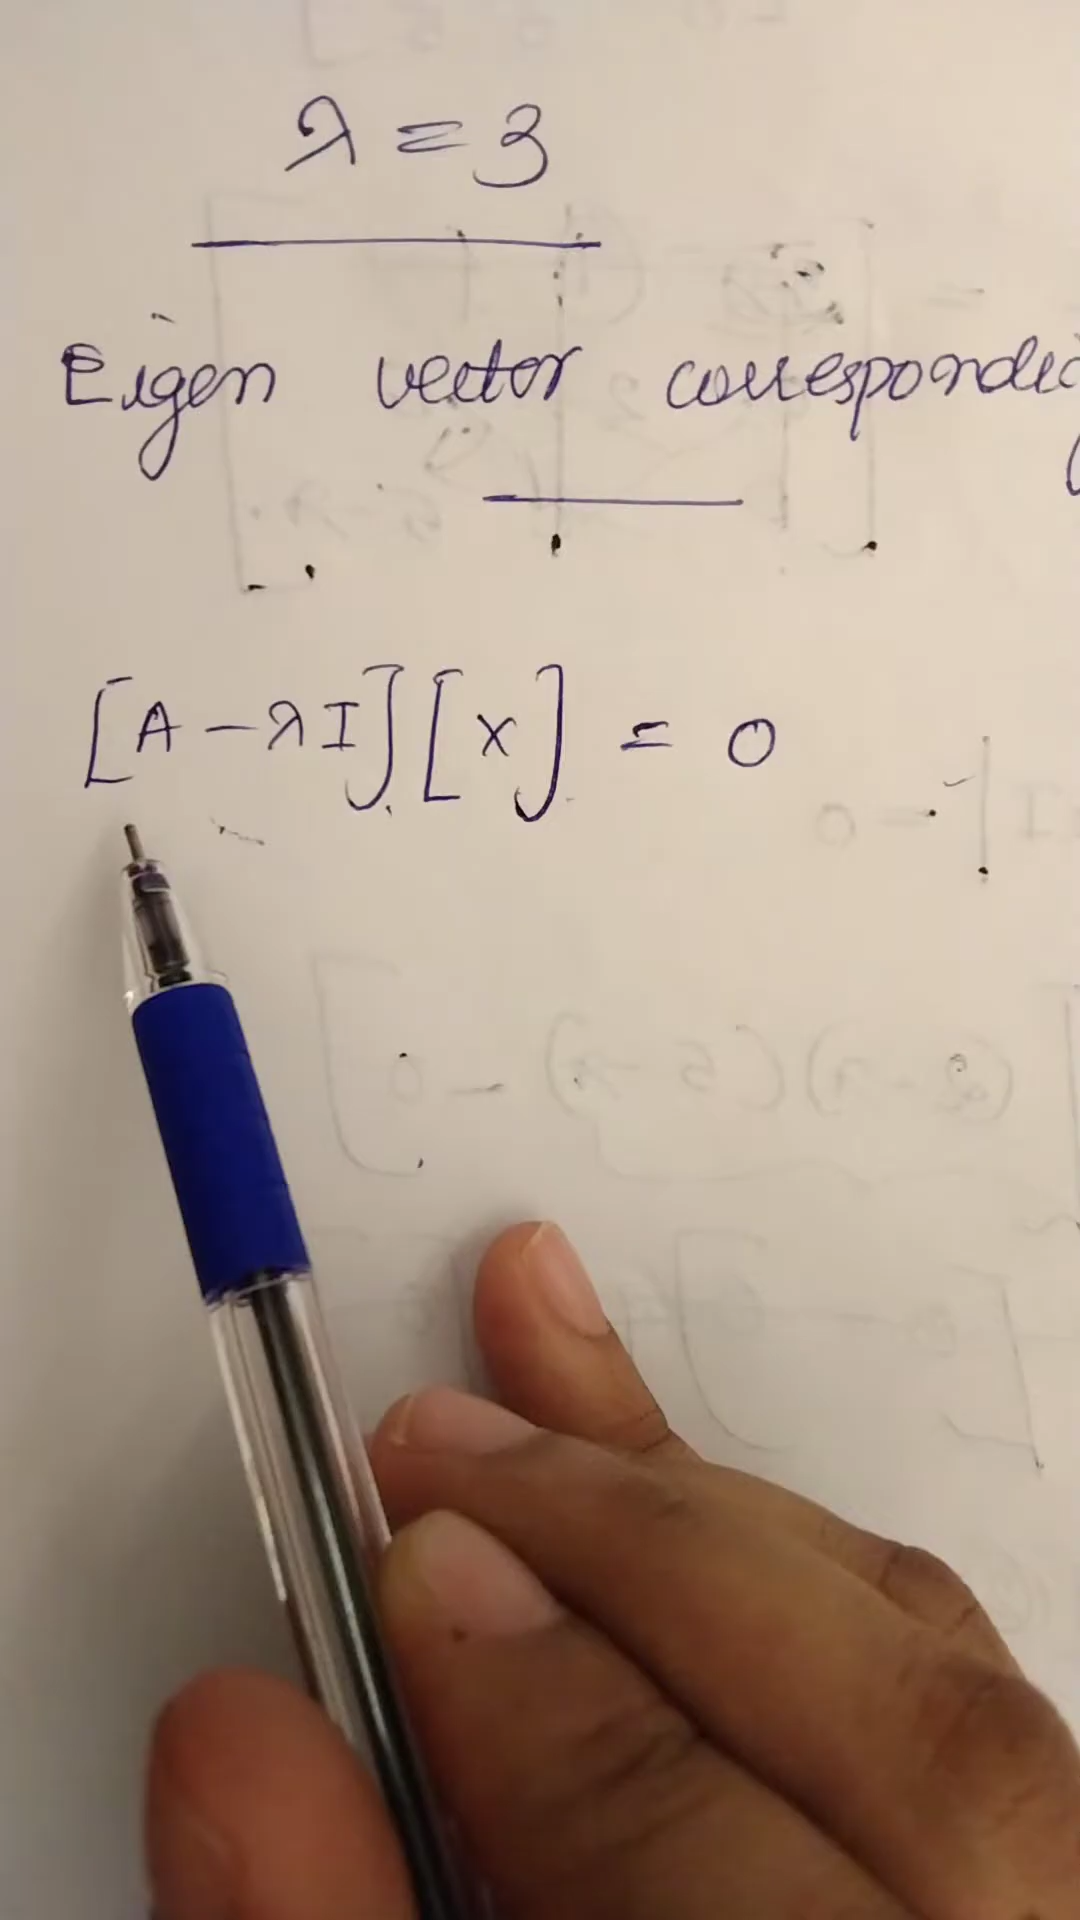 λ = 3
Eigen vector
[A - λI][X] = 0